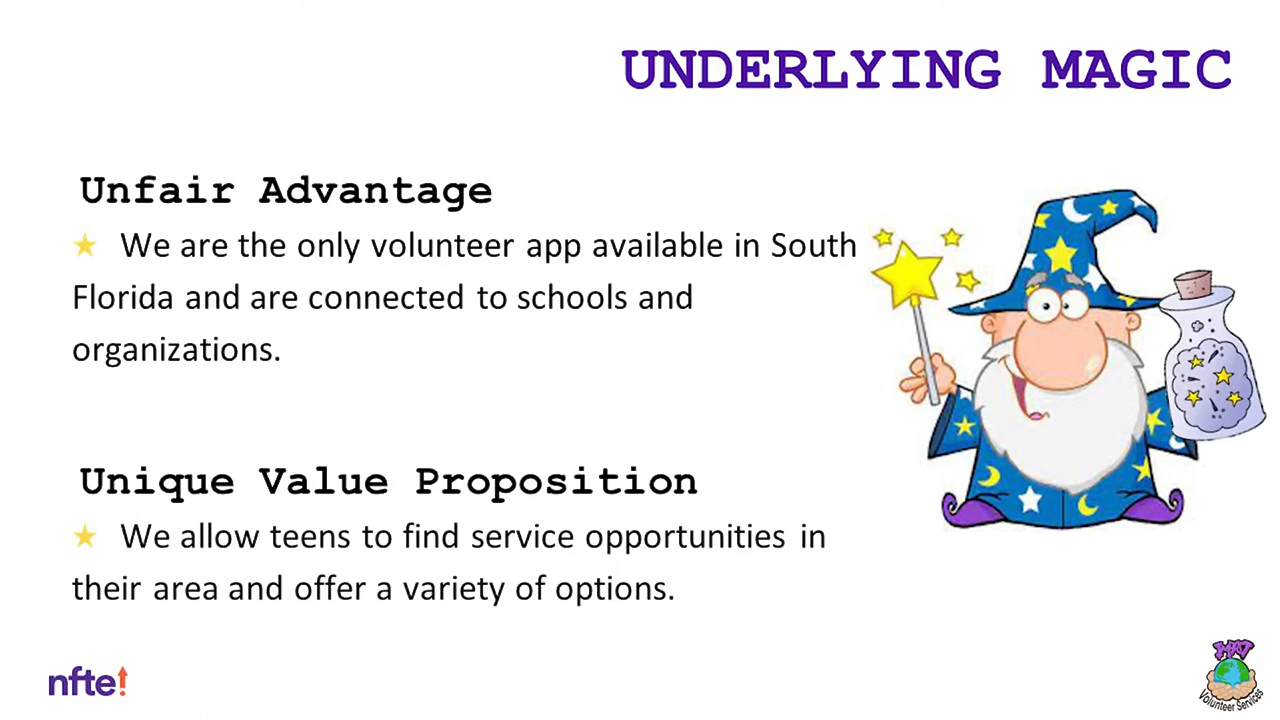 UNDERLYING MAGIC
Unfair Advantage
★ We are the only volunteer app available in South
Florida and are connected to schools and
organizations.
Unique Value Proposition
★ We allow teens to find service opportunities in
their area and offer a variety of options.
nfte!
Volunteer Services